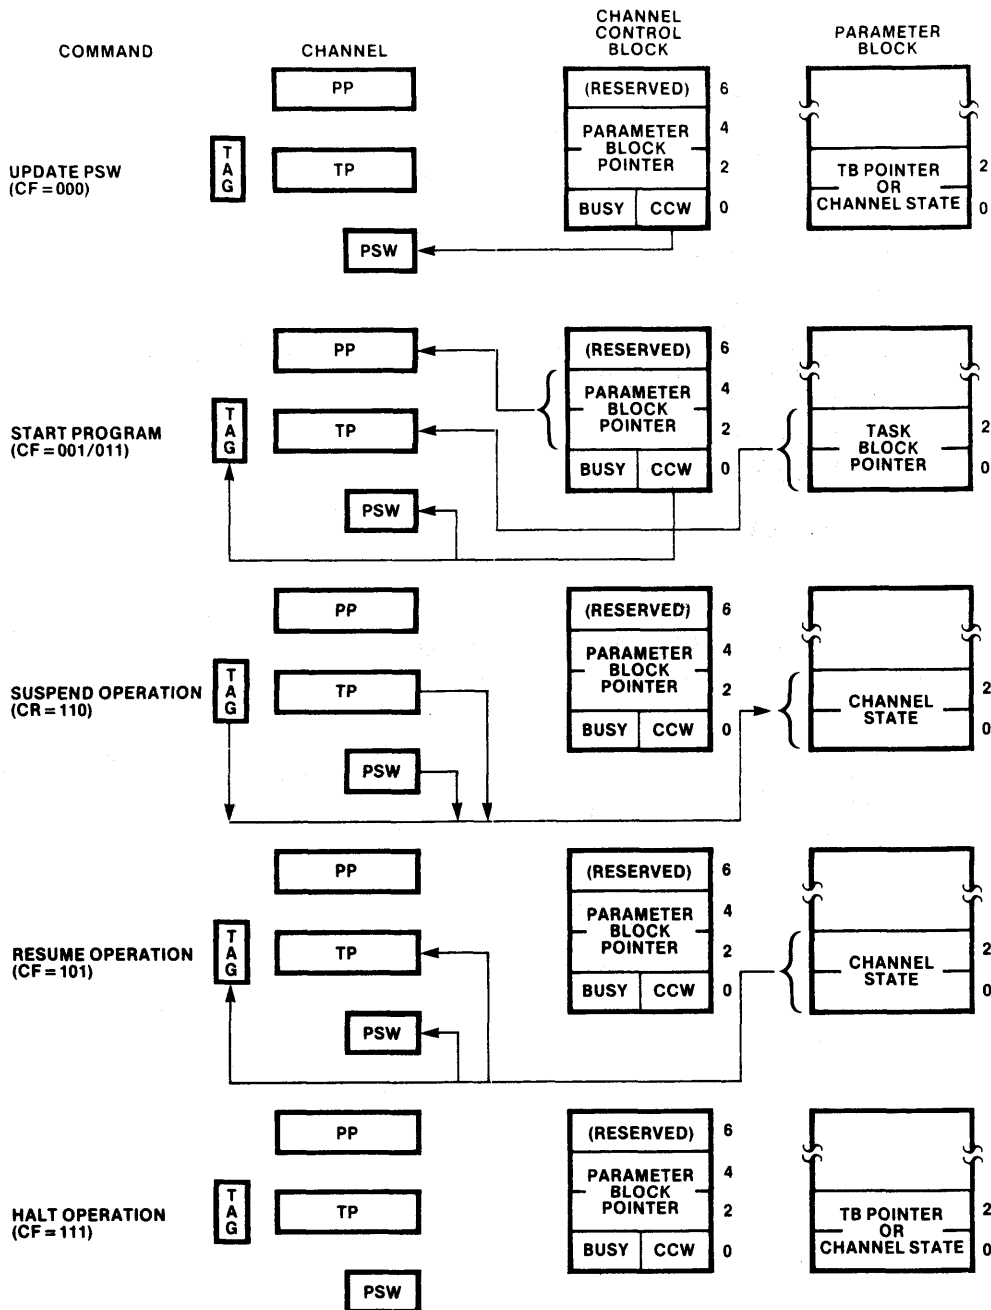 COMMAND
CHANNEL
CHANNEL
CONTROL
BLOCK
PARAMETER
BLOCK
UPDATE PSW
(CF = 000)
TAG
PP
TP
PSW
(RESERVED) 6
PARAMETER 4
BLOCK
POINTER 2
BUSY CCW 0
TB POINTER 2
OR
CHANNEL STATE 0
START PROGRAM
(CF = 001/011)
TAG
PP
TP
PSW
(RESERVED) 6
PARAMETER 4
BLOCK
POINTER 2
BUSY CCW 0
TASK 2
BLOCK
POINTER 0
SUSPEND OPERATION
(CR = 110)
TAG
PP
TP
PSW
(RESERVED) 6
PARAMETER 4
BLOCK
POINTER 2
BUSY CCW 0
CHANNEL 2
STATE 0
RESUME OPERATION
(CF = 101)
TAG
PP
TP
PSW
(RESERVED) 6
PARAMETER 4
BLOCK
POINTER 2
BUSY CCW 0
CHANNEL 2
STATE 0
HALT OPERATION
(CF = 111)
TAG
PP
TP
PSW
(RESERVED) 6
PARAMETER 4
BLOCK
POINTER 2
BUSY CCW 0
TB POINTER 2
OR
CHANNEL STATE 0